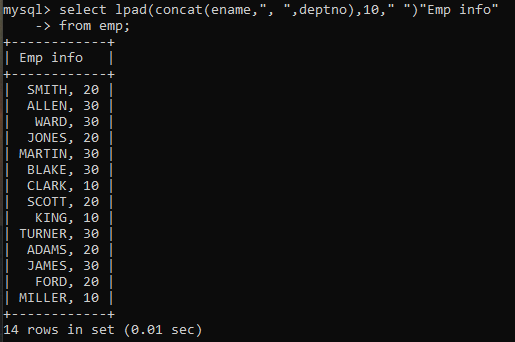 mysql> select lpad(concat(ename,", ",deptno),10," ")"Emp info"
    -> from emp;
+------------+
| Emp info   |
+------------+
|  SMITH, 20 |
|  ALLEN, 30 |
|   WARD, 30 |
|  JONES, 20 |
| MARTIN, 30 |
|  BLAKE, 30 |
|  CLARK, 10 |
|  SCOTT, 20 |
|   KING, 10 |
| TURNER, 30 |
|  ADAMS, 20 |
|  JAMES, 30 |
|   FORD, 20 |
| MILLER, 10 |
+------------+
14 rows in set (0.01 sec)